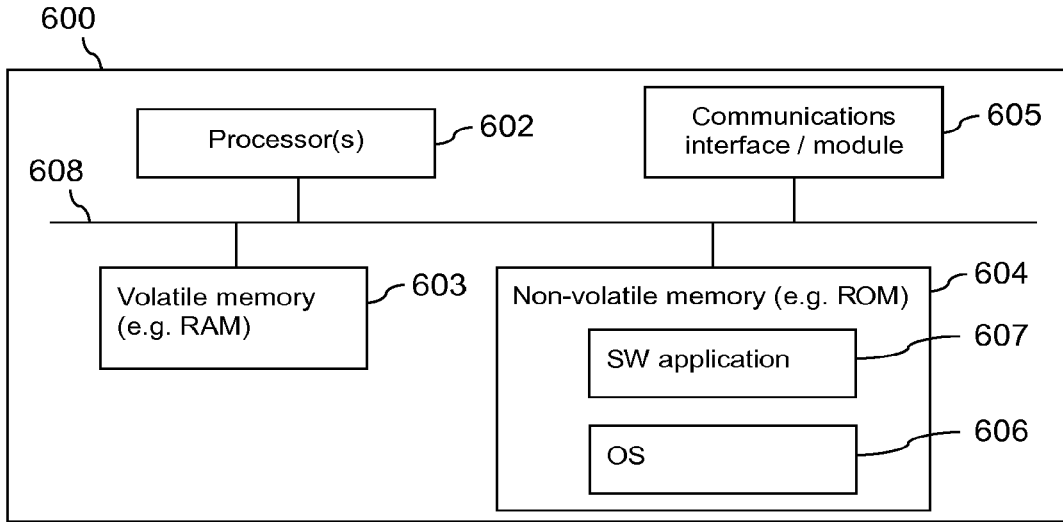 600
Processor(s)
602
Communications
interface / module
605
608
Volatile memory
(e.g. RAM)
603
Non-volatile memory (e.g. ROM)
604
SW application
607
OS
606